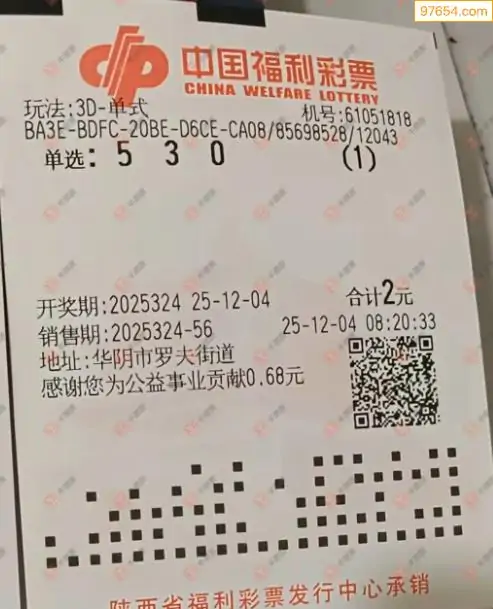 97654.com
中国福利彩票
CHINA WELFARE LOTTERY
玩法:3D-单式 机号:61051818
BA3E-BDFC-20BE-D6CE-CA08/85698528/12043
单选: 5 3 0 (1)
开奖期:2025324 25-12-04 合计2元
销售期:2025324-56 25-12-04 08:20:33
地址:华阴市罗夫街道
感谢您为公益事业贡献0.68元
陕西省福利彩票发行中心承销